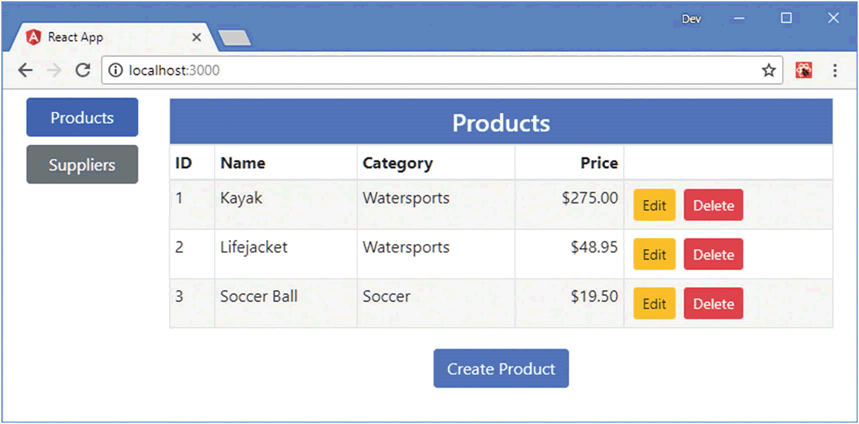 Dev
React App
localhost:3000
Products
Suppliers
Products
ID Name Category Price
1 Kayak Watersports $275.00 Edit Delete
2 Lifejacket Watersports $48.95 Edit Delete
3 Soccer Ball Soccer $19.50 Edit Delete
Create Product